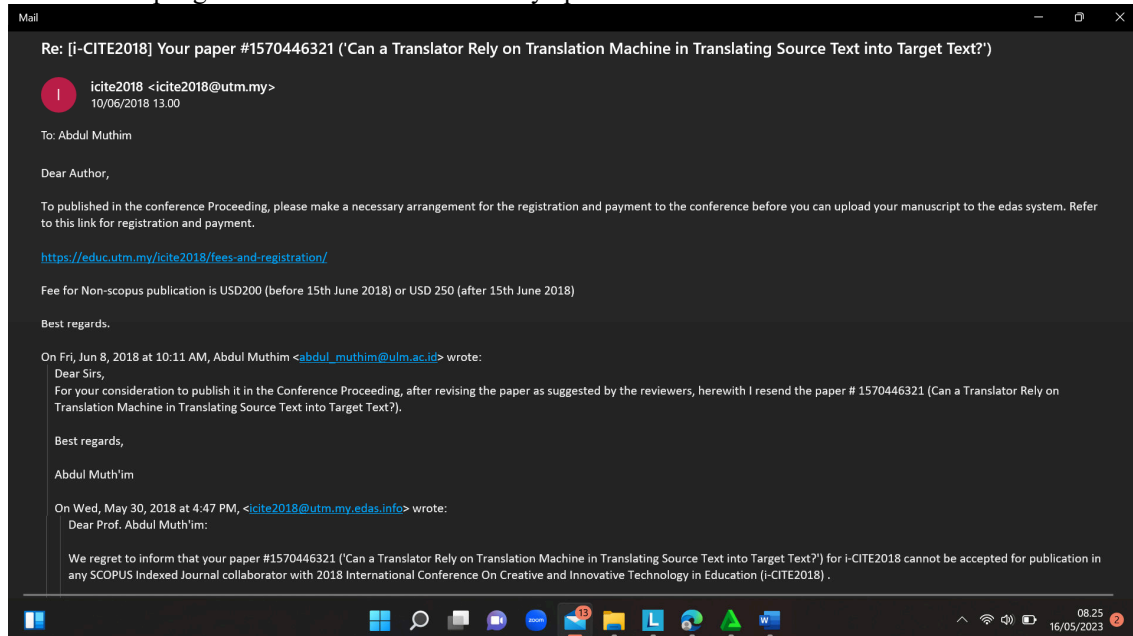 Mail
Re: [i-CITE2018] Your paper #1570446321 ('Can a Translator Rely on Translation Machine in Translating Source Text into Target Text?')
I
icite2018 <icite2018@utm.my>
10/06/2018 13.00
To: Abdul Muthim
Dear Author,
To published in the conference Proceeding, please make a necessary arrangement for the registration and payment to the conference before you can upload your manuscript to the edas system. Refer
to this link for registration and payment.
https://educ.utm.my/icite2018/fees-and-registration/
Fee for Non-scopus publication is USD200 (before 15th June 2018) or USD 250 (after 15th June 2018)
Best regards.
On Fri, Jun 8, 2018 at 10:11 AM, Abdul Muthim <abdul_muthim@ulm.ac.id> wrote:
Dear Sirs,
For your consideration to publish it in the Conference Proceeding, after revising the paper as suggested by the reviewers, herewith I resend the paper # 1570446321 (Can a Translator Rely on
Translation Machine in Translating Source Text into Target Text?).
Best regards,
Abdul Muth'im
On Wed, May 30, 2018 at 4:47 PM, <icite2018@utm.my.edas.info> wrote:
Dear Prof. Abdul Muth'im:
We regret to inform that your paper #1570446321 ('Can a Translator Rely on Translation Machine in Translating Source Text into Target Text?') for i-CITE2018 cannot be accepted for publication in
any SCOPUS Indexed Journal collaborator with 2018 International Conference On Creative and Innovative Technology in Education (i-CITE2018) .
zoom
13
L
08.25
16/05/2023
2